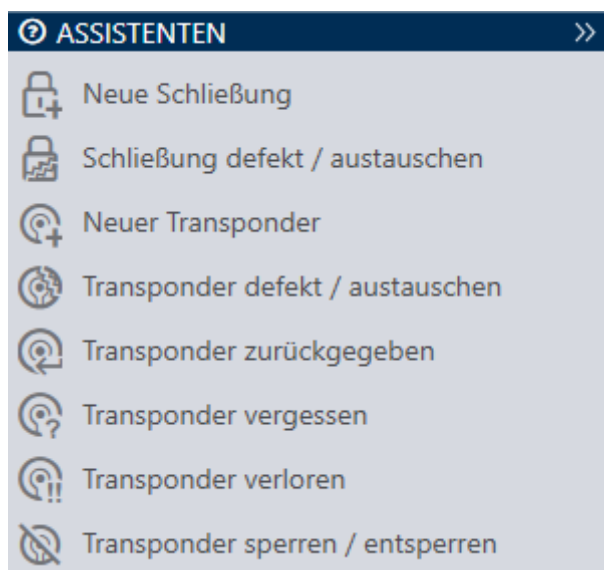 ASSISTENTEN
Neue Schließung
Schließung defekt / austauschen
Neuer Transponder
Transponder defekt / austauschen
Transponder zurückgegeben
Transponder vergessen
Transponder verloren
Transponder sperren / entsperren